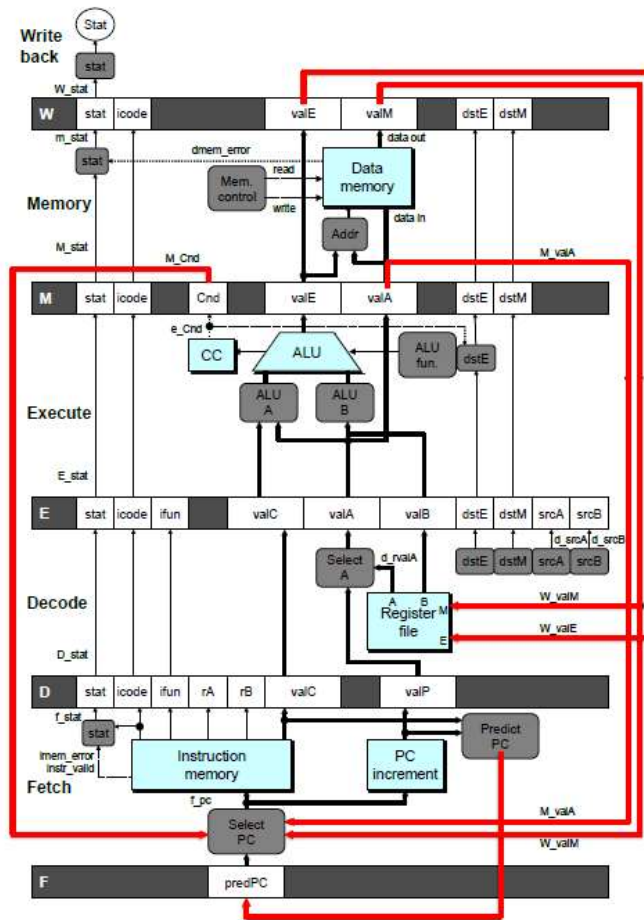 Stat
Write back
stat
W_stat
W stat icode valE valM dstE dstM
m_stat
data out
dmem_error
stat
read
Mem. control
write
Data memory
data in
Memory
Addr
M_stat
M_Cnd
M_valA
M stat icode Cnd valE valA dstE dstM
e_Cnd
CC
ALU
ALU fun.
dstE
ALU A
ALU B
Execute
E_stat
E stat icode ifun valC valA valB dstE dstM srcA srcB
d_srcA d_srcB
Select A
d_rvalA
dstE dstM srcA srcB
Decode
A B
M
Register file
E
W_valM
W_valE
D_stat
D stat icode ifun rA rB valC valP
f_stat
stat
imem_error
instr_valid
Instruction memory
PC increment
Predict PC
Fetch
f_pc
M_valA
Select PC
W_valM
F predPC